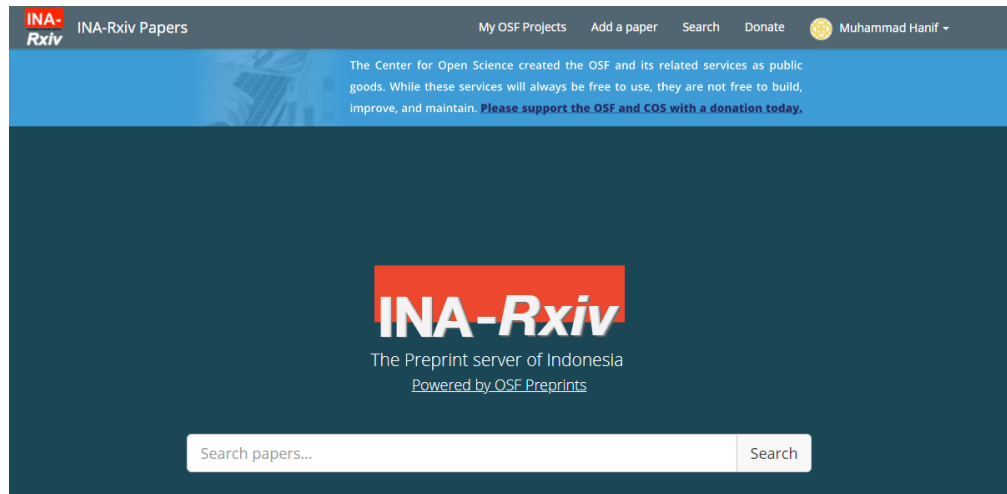 INA-
Rxiv
INA-Rxiv Papers
My OSF Projects
Add a paper
Search
Donate
Muhammad Hanif
The Center for Open Science created the OSF and its related services as public
goods. While these services will always be free to use, they are not free to build,
improve, and maintain. Please support the OSF and COS with a donation today.
INA-Rxiv
The Preprint server of Indonesia
Powered by OSF Preprints
Search papers...
Search